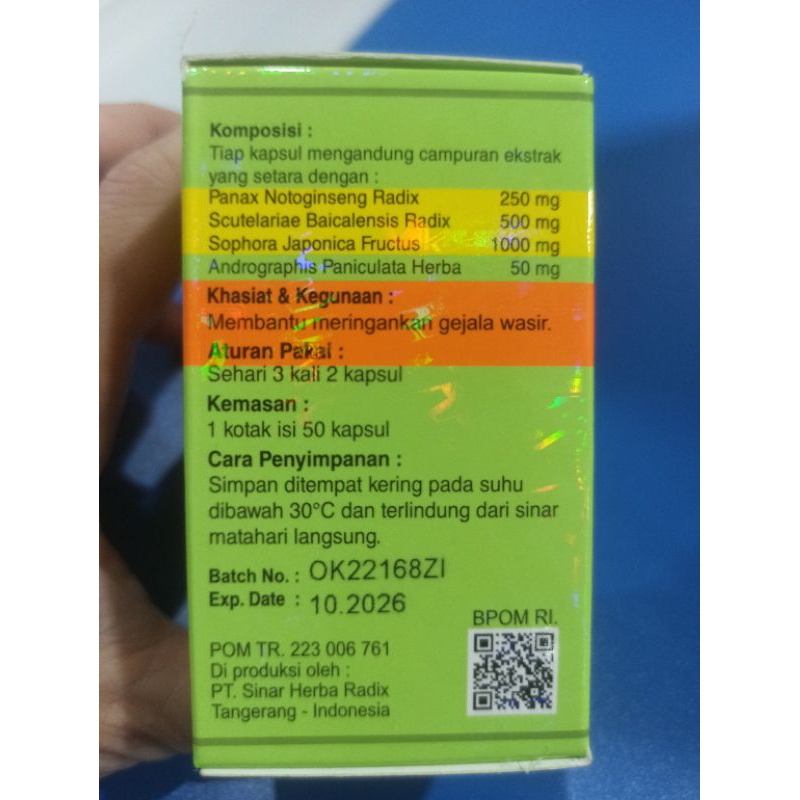 Komposisi :
Tiap kapsul mengandung campuran ekstrak
yang setara dengan :
Panax Notoginseng Radix 250 mg
Scutelariae Baicalensis Radix 500 mg
Sophora Japonica Fructus 1000 mg
Andrographis Paniculata Herba 50 mg
Khasiat & Kegunaan :
Membantu meringankan gejala wasir.
Aturan Pakai :
Sehari 3 kali 2 kapsul
Kemasan :
1 kotak isi 50 kapsul
Cara Penyimpanan :
Simpan ditempat kering pada suhu
dibawah 30°C dan terlindung dari sinar
matahari langsung.
Batch No. : OK22168ZI
Exp. Date : 10.2026
BPOM RI.
POM TR. 223 006 761
Di produksi oleh :
PT. Sinar Herba Radix
Tangerang - Indonesia